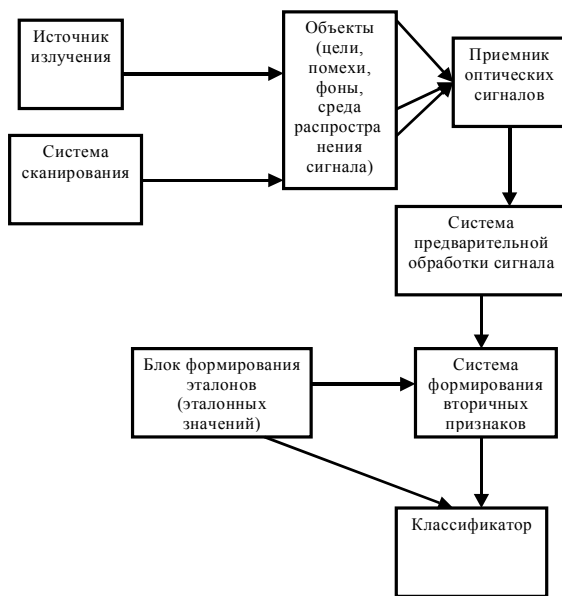 Источник
излучения
Объекты
(цели,
помехи,
фоны,
среда
распростра
нения
сигнала)
Приемник
оптических
сигналов
Система
сканирования
Система
предварительной
обработки сигнала
Блок формирования
эталонов
(эталонных
значений)
Система
формирования
вторичных
признаков
Классификатор